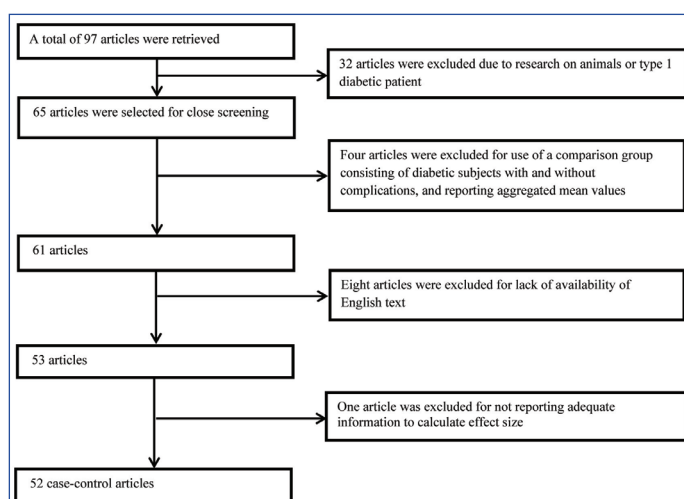 A total of 97 articles were retrieved
32 articles were excluded due to research on animals or type 1
diabetic patient
65 articles were selected for close screening
Four articles were excluded for use of a comparison group
consisting of diabetic subjects with and without
complications, and reporting aggregated mean values
61 articles
Eight articles were excluded for lack of availability of
English text
53 articles
One article was excluded for not reporting adequate
information to calculate effect size
52 case-control articles